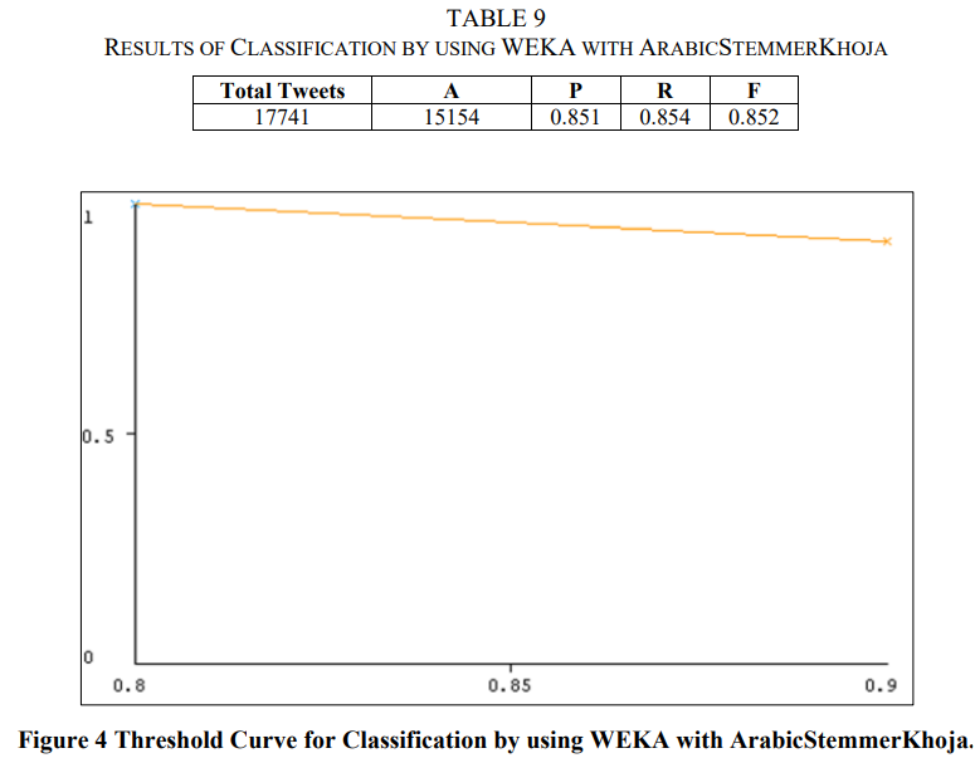 TABLE 9
RESULTS OF CLASSIFICATION BY USING WEKA WITH ARABICSTEMMERKHOJA
Total Tweets A P R F
17741 15154 0.851 0.854 0.852
1
0.5
0
0.8 0.85 0.9
Figure 4 Threshold Curve for Classification by using WEKA with ArabicStemmerKhoja.